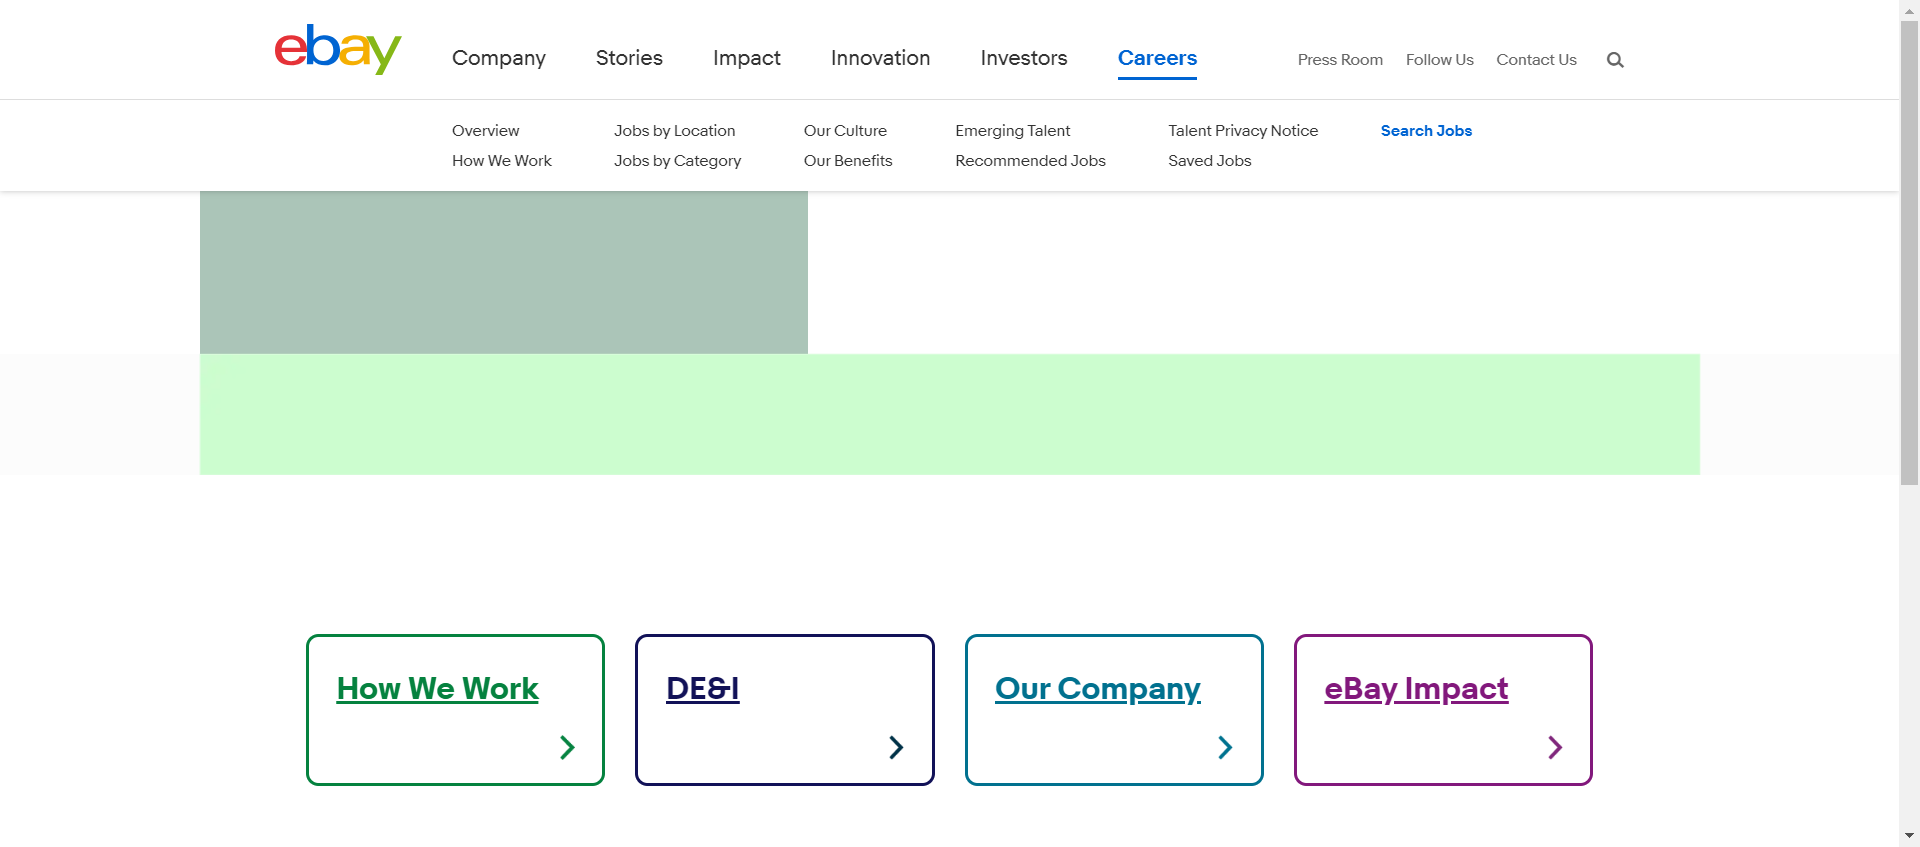 ebay
Company Stories Impact Innovation Investors Careers Press Room Follow Us Contact Us
Overview Jobs by Location Our Culture Emerging Talent Talent Privacy Notice Search Jobs
How We Work Jobs by Category Our Benefits Recommended Jobs Saved Jobs
How We Work DE&I Our Company eBay Impact